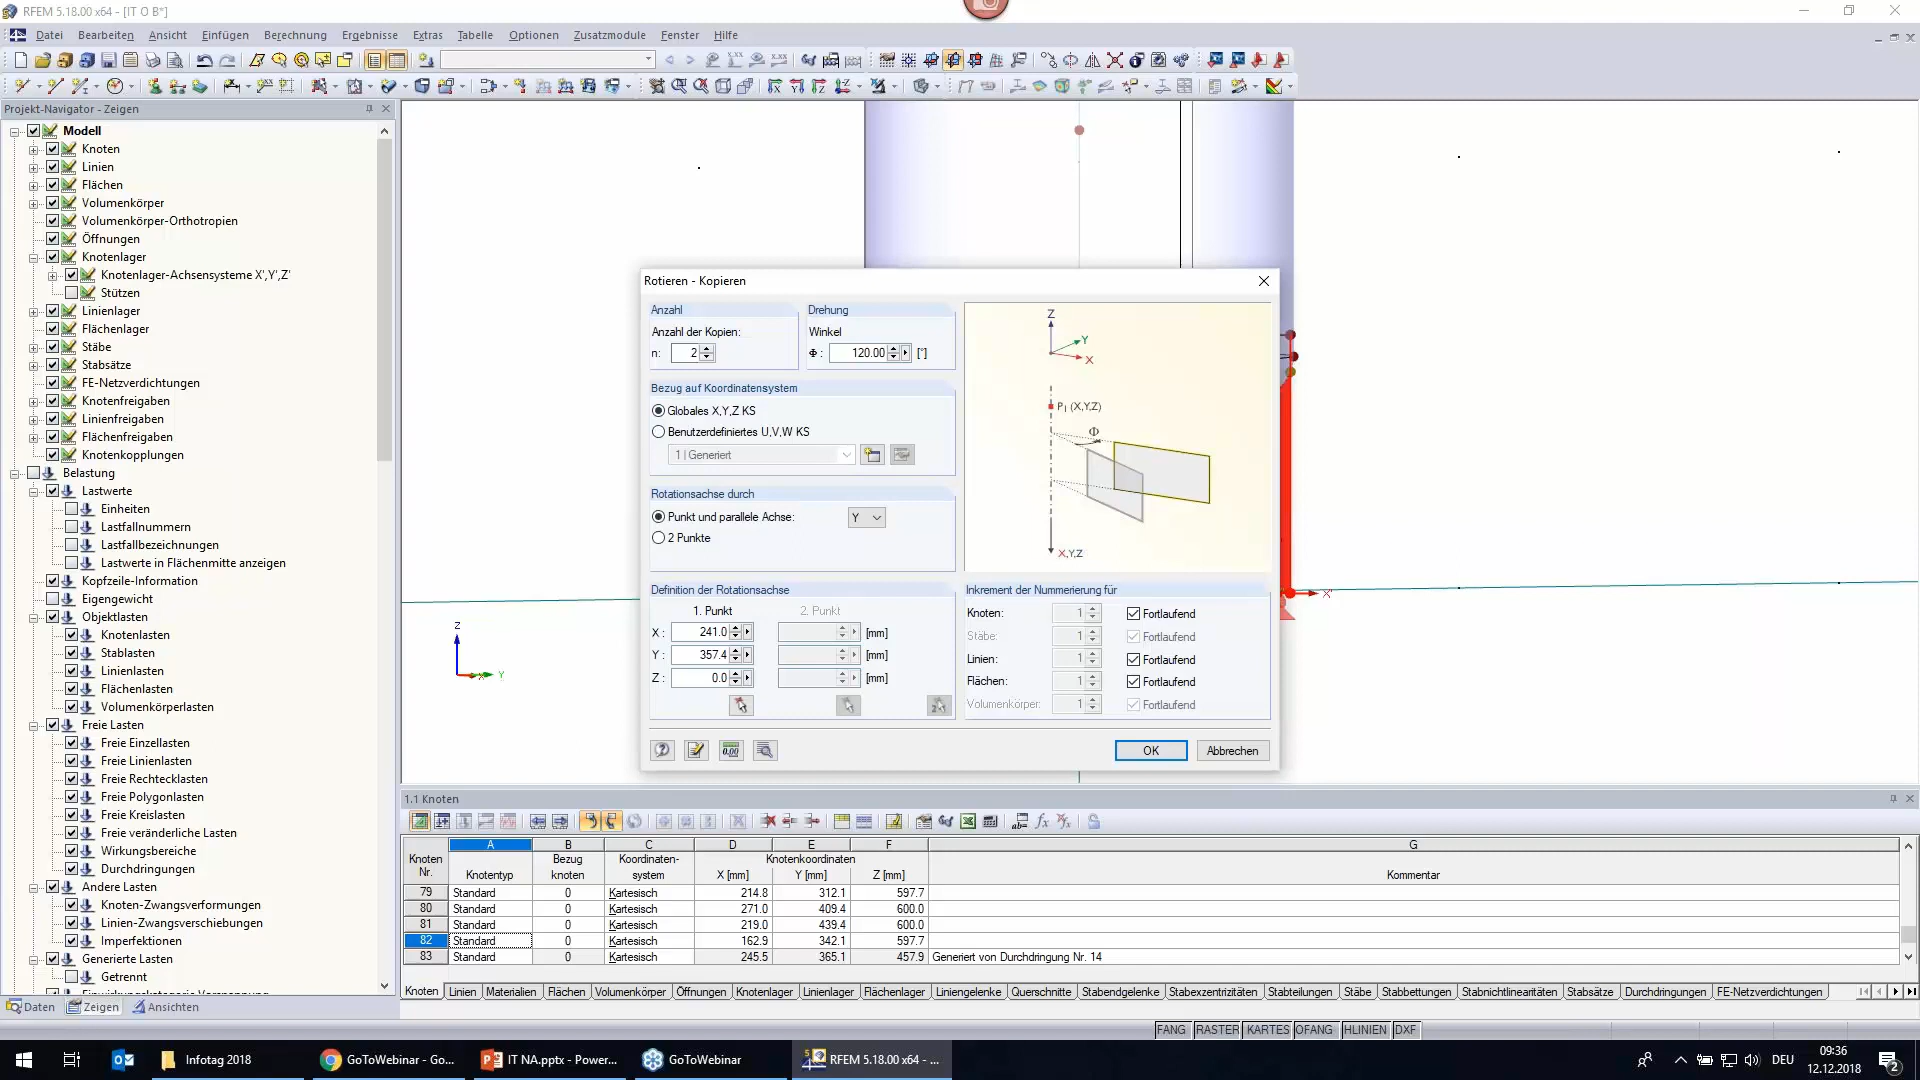 RFEM 5.18.00 x64 - [IT O B*]
Datei Bearbeiten Ansicht Einfügen Berechnung Ergebnisse Extras Tabelle Optionen Zusatzmodule Fenster Hilfe
Projekt-Navigator - Zeigen
Modell
Knoten
Linien
Flächen
Volumenkörper
Volumenkörper-Orthotropien
Öffnungen
Knotenlager
Knotenlager-Achsensysteme X',Y',Z'
Stützen
Linienlager
Flächenlager
Stäbe
Stabsätze
FE-Netzverdichtungen
Knotenfreigaben
Linienfreigaben
Flächenfreigaben
Knotenkopplungen
Belastung
Lastwerte
Einheiten
Lastfallnummern
Lastfallbezeichnungen
Lastwerte in Flächenmitte anzeigen
Kopfzeile-Information
Eigengewicht
Objektlasten
Knotenlasten
Stablasten
Linienlasten
Flächenlasten
Volumenkörperlasten
Freie Lasten
Freie Einzellasten
Freie Linienlasten
Freie Rechtecklasten
Freie Polygonlasten
Freie Kreislasten
Freie veränderliche Lasten
Wirkungsbereiche
Durchdringungen
Andere Lasten
Knoten-Zwangsverformungen
Linien-Zwangsverschiebungen
Imperfektionen
Generierte Lasten
Getrennt
Daten Zeigen Ansichten
Z
Y
X'
Rotieren - Kopieren
Anzahl
Anzahl der Kopien:
n: 2
Drehung
Winkel
Φ : 120.00 [°]
Bezug auf Koordinatensystem
Globales X,Y,Z KS
Benutzerdefiniertes U,V,W KS
1 | Generiert
Rotationsachse durch
Punkt und parallele Achse: Y
2 Punkte
Z
Y
X
P1 (X,Y,Z)
Φ
X,Y,Z
Definition der Rotationsachse
1. Punkt 2. Punkt
X : 241.0 [mm]
Y : 357.4 [mm]
Z : 0.0 [mm]
Inkrement der Nummerierung für
Knoten: 1 Fortlaufend
Stäbe: 1 Fortlaufend
Linien: 1 Fortlaufend
Flächen: 1 Fortlaufend
Volumenkörper: 1 Fortlaufend
OK Abbrechen
1.1 Knoten
A B C D E F G
Knoten Bezug Koordinaten- Knotenkoordinaten
Nr. Knotentyp knoten system X [mm] Y [mm] Z [mm] Kommentar
79 Standard 0 Kartesisch 214.8 312.1 597.7
80 Standard 0 Kartesisch 271.0 409.4 600.0
81 Standard 0 Kartesisch 219.0 439.4 600.0
82 Standard 0 Kartesisch 162.9 342.1 597.7
83 Standard 0 Kartesisch 245.5 365.1 457.9 Generiert von Durchdringung Nr. 14
Knoten Linien Materialien Flächen Volumenkörper Öffnungen Knotenlager Linienlager Flächenlager Liniengelenke Querschnitte Stabendgelenke Stabexzentrizitäten Stabteilungen Stäbe Stabbettungen Stabnichtlinearitäten Stabsätze Durchdringungen FE-Netzverdichtungen
FANG RASTER KARTES OFANG HLINIEN DXF
Infotag 2018 GoToWebinar - Go... IT NA.pptx - Power... GoToWebinar RFEM 5.18.00 x64 - ... DEU 09:36
12.12.2018
2